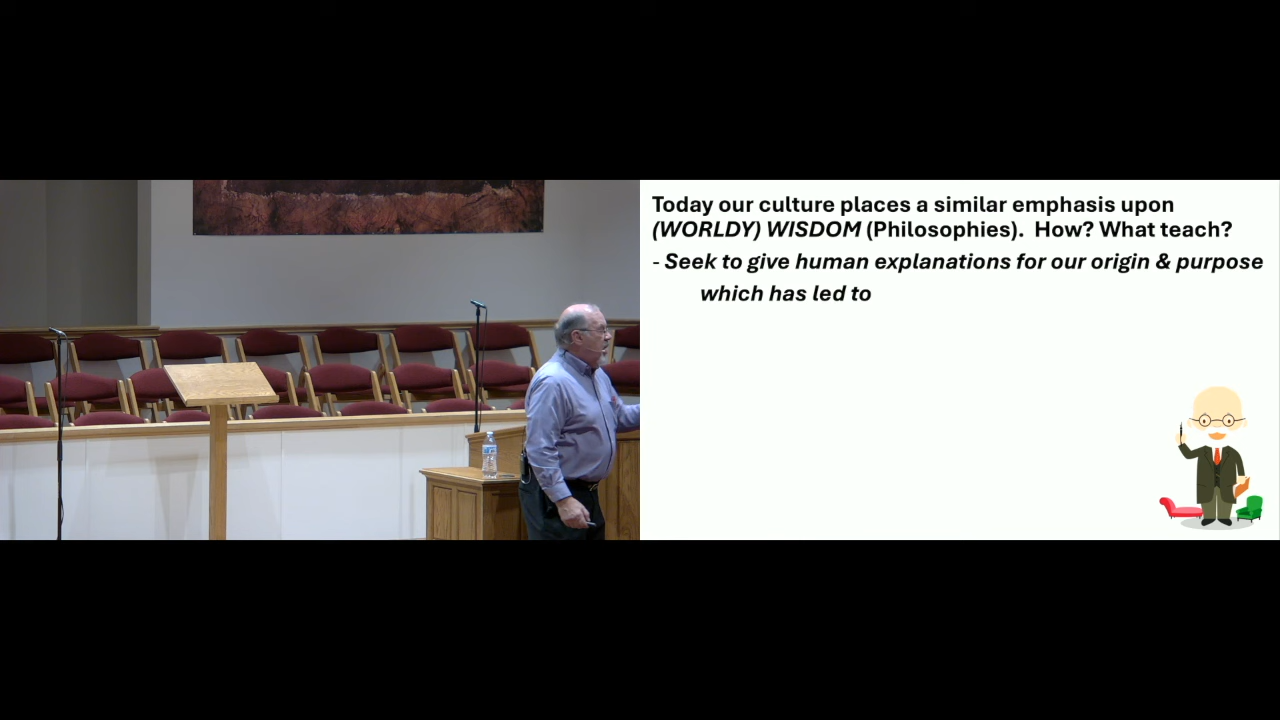 Today our culture places a similar emphasis upon
(WORLDY) WISDOM (Philosophies).  How? What teach?
- Seek to give human explanations for our origin & purpose
which has led to